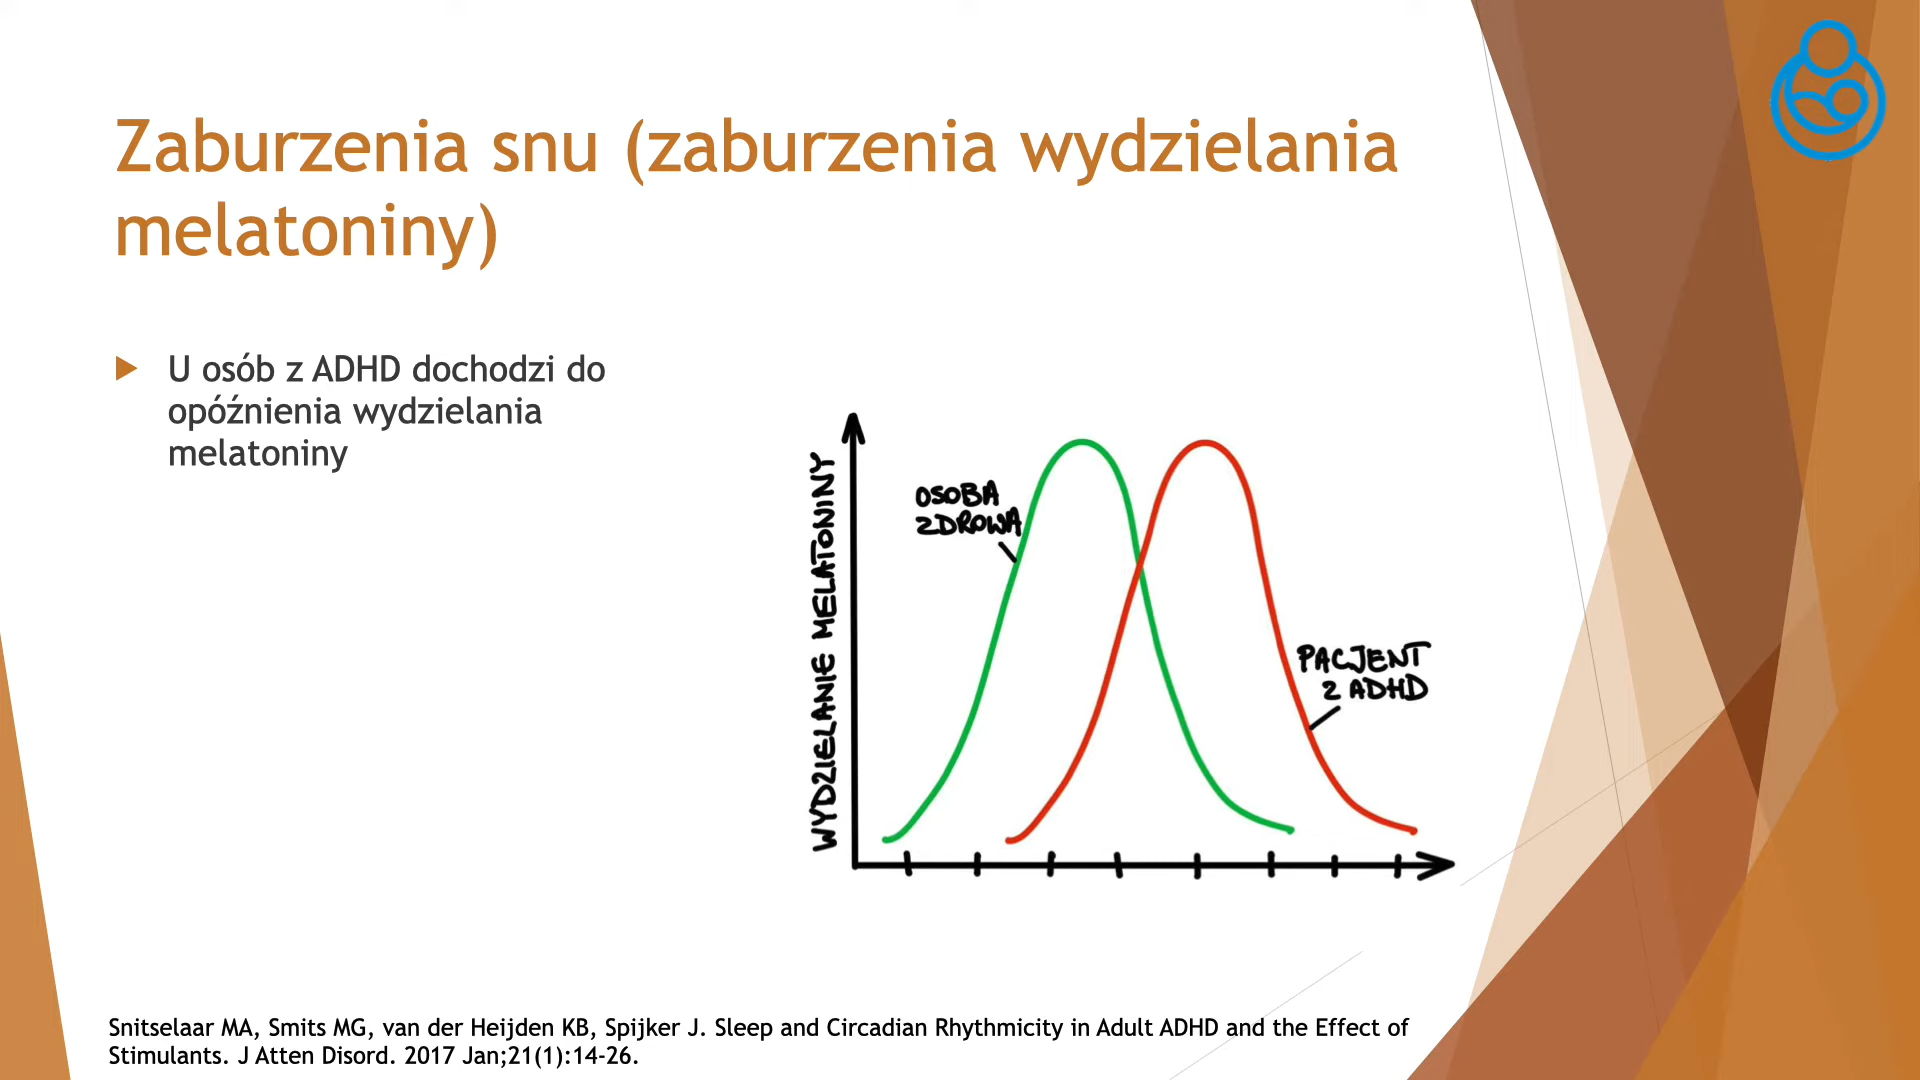 Zaburzenia snu (zaburzenia wydzielania
melatoniny)
U osób z ADHD dochodzi do
opóźnienia wydzielania
melatoniny
WYDZIELANIE MELATONINY
OSOBA
ZDROWA
PACJENT
Z ADHD
Snitselaar MA, Smits MG, van der Heijden KB, Spijker J. Sleep and Circadian Rhythmicity in Adult ADHD and the Effect of
Stimulants. J Atten Disord. 2017 Jan;21(1):14-26.